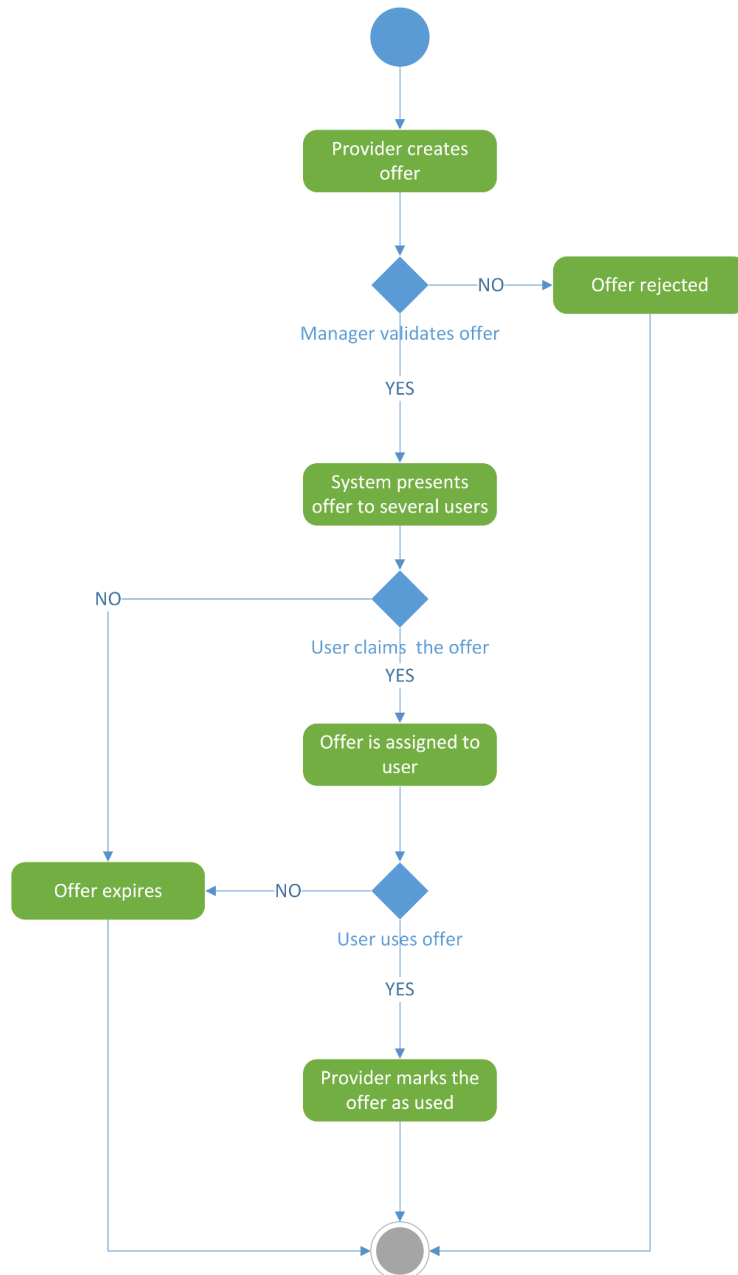 Provider creates
offer
NO
Offer rejected
Manager validates offer
YES
System presents
offer to several users
NO
User claims  the offer
YES
Offer is assigned to
user
Offer expires
NO
User uses offer
YES
Provider marks the
offer as used